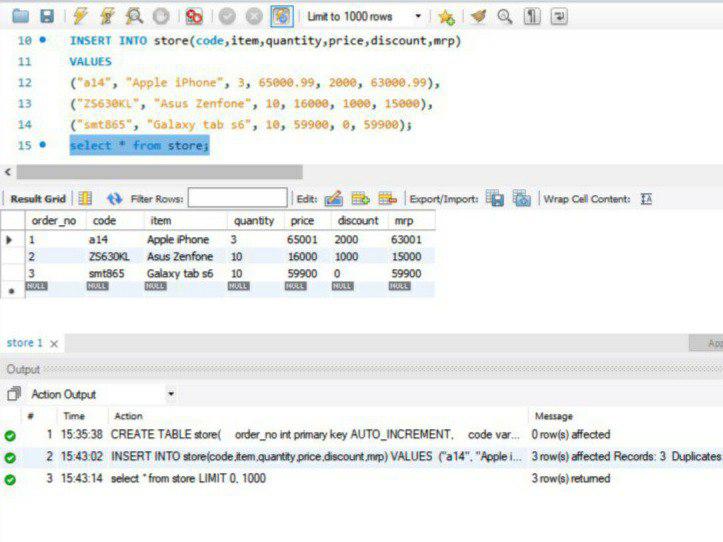 Limit to 1000 rows
10 INSERT INTO store(code,item,quantity,price,discount,mrp)
11 VALUES
12 ("a14", "Apple iPhone", 3, 65000.99, 2000, 63000.99),
13 ("ZS630KL", "Asus Zenfone", 10, 16000, 1000, 15000),
14 ("smt865", "Galaxy tab s6", 10, 59900, 0, 59900);
15 select * from store;
Result Grid Filter Rows: Edit: Export/Import: Wrap Cell Content: IA
order_no code item quantity price discount mrp
1 a14 Apple iPhone 3 65001 2000 63001
2 ZS630KL Asus Zenfone 10 16000 1000 15000
3 smt865 Galaxy tab s6 10 59900 0 59900
NULL NULL NULL NULL NULL NULL NULL
store 1 x
App
Output
Action Output
# Time Action Message
1 15:35:38 CREATE TABLE store( order_no int primary key AUTO_INCREMENT, code var... 0 row(s) affected
2 15:43:02 INSERT INTO store(code,item,quantity,price,discount,mrp) VALUES ("a14", "Apple i... 3 row(s) affected Records: 3 Duplicates
3 15:43:14 select * from store LIMIT 0, 1000 3 row(s) returned